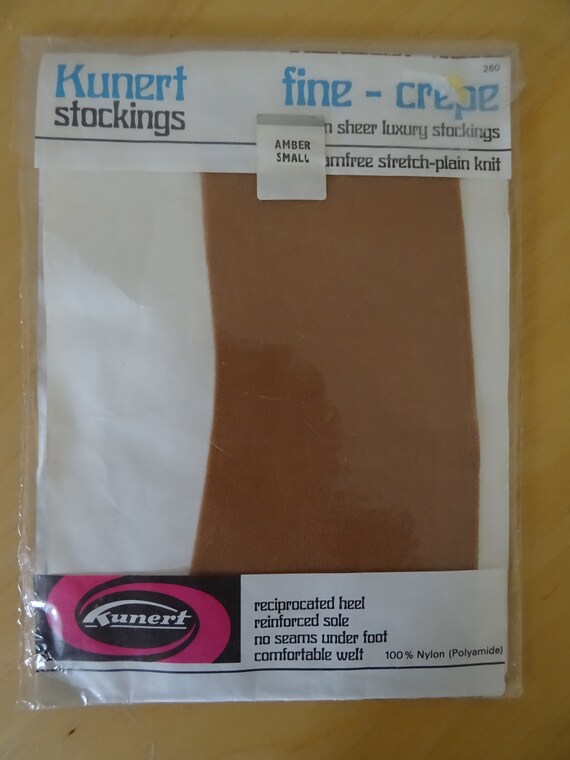 260
Kunert
stockings
fine - crepe
sheer luxury stockings
stretch-plain knit
AMBER
SMALL
Kunert
reciprocated heel
reinforced sole
no seams under foot
comfortable welt 100% Nylon (Polyamide)